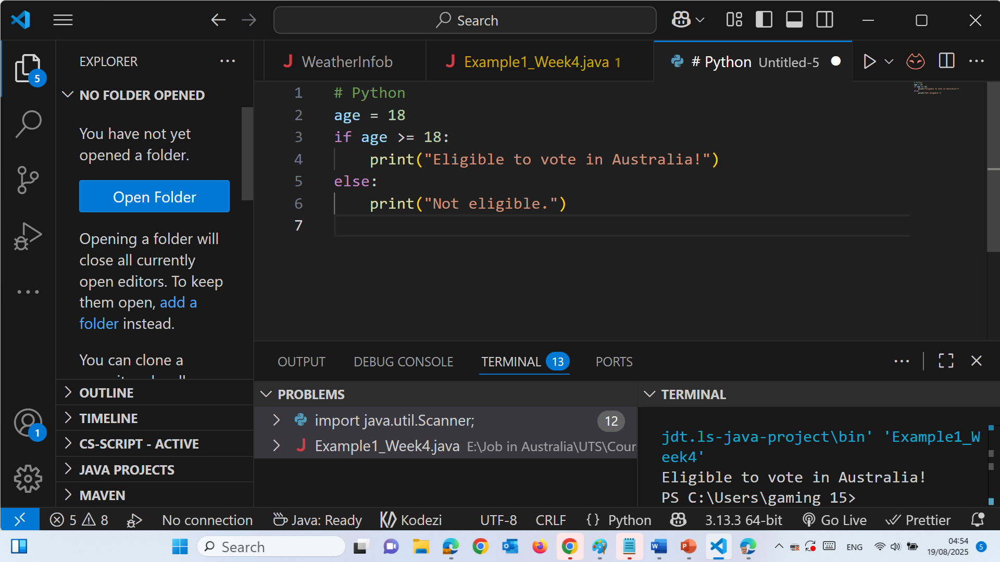 Search
EXPLORER
5
NO FOLDER OPENED
You have not yet
opened a folder.
Open Folder
Opening a folder will
close all currently
open editors. To keep
them open, add a
folder instead.
You can clone a
OUTLINE
TIMELINE
CS-SCRIPT - ACTIVE
JAVA PROJECTS
MAVEN
1
WeatherInfob
Example1_Week4.java 1
# Python Untitled-5
1 # Python
2 age = 18
3 if age >= 18:
4     print("Eligible to vote in Australia!")
5 else:
6     print("Not eligible.")
7
OUTPUT DEBUG CONSOLE TERMINAL 13 PORTS
PROBLEMS
import java.util.Scanner; 12
Example1_Week4.java E:\Job in Australia\UTS\Cour
TERMINAL
jdt.ls-java-project\bin' 'Example1_W
eek4'
Eligible to vote in Australia!
PS C:\Users\gaming 15>
5 8 No connection Java: Ready Kodezi UTF-8 CRLF {} Python 3.13.3 64-bit Go Live Prettier
Search
ENG
04:54
19/08/2025
5